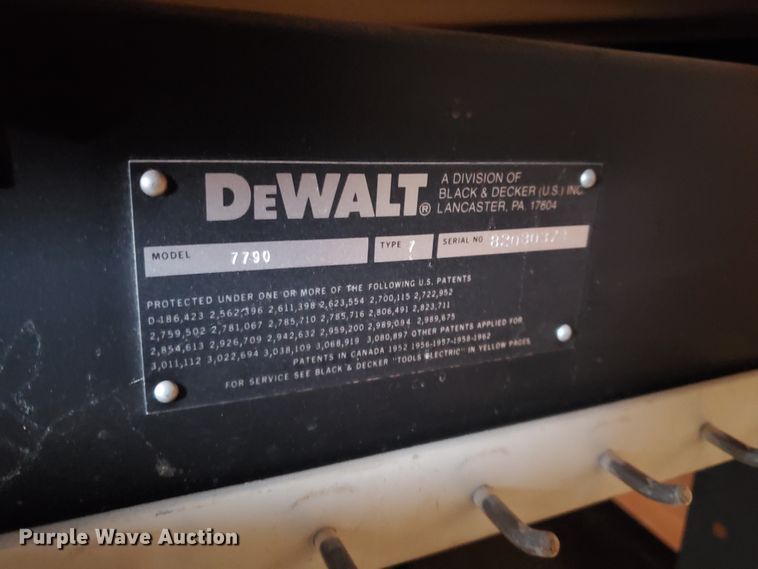 DEWALT®
A DIVISION OF
BLACK & DECKER (U.S.) INC.
LANCASTER, PA. 17604
MODEL 7790
TYPE 7
SERIAL NO
PROTECTED UNDER ONE OR MORE OF THE FOLLOWING U.S. PATENTS
D-186,423 2,562,396 2,611,398 2,623,554 2,700,115 2,722,952
2,759,502 2,781,067 2,785,710 2,785,716 2,806,491 2,823,711
2,854,613 2,926,709 2,942,632 2,959,200 2,989,094 2,989,675
3,011,112 3,022,694 3,038,109 3,068,919 3,080,897 OTHER PATENTS APPLIED FOR
PATENTS IN CANADA 1952 1956-1957-1958-1962
FOR SERVICE SEE BLACK & DECKER "TOOLS ELECTRIC" IN YELLOW PAGES
Purple Wave Auction